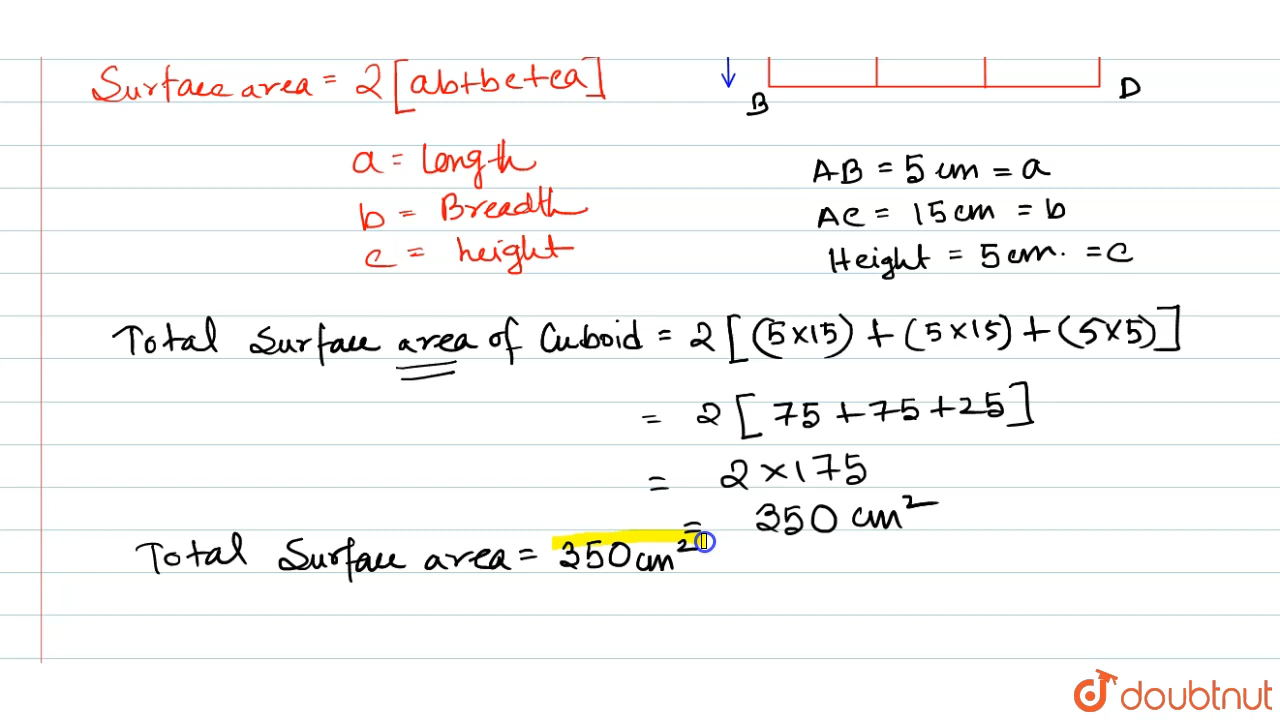 Surface area = 2 [ab+bc+ca]
B
D
a = length
b = Breadth
c = height
AB = 5 cm = a
AC = 15 cm = b
Height = 5 cm. = c
Total Surface area of Cuboid = 2 [(5×15) + (5×15) + (5×5)]
= 2 [75 + 75 + 25]
= 2 × 175
= 350 cm²
Total Surface area = 350 cm²
doubtnut